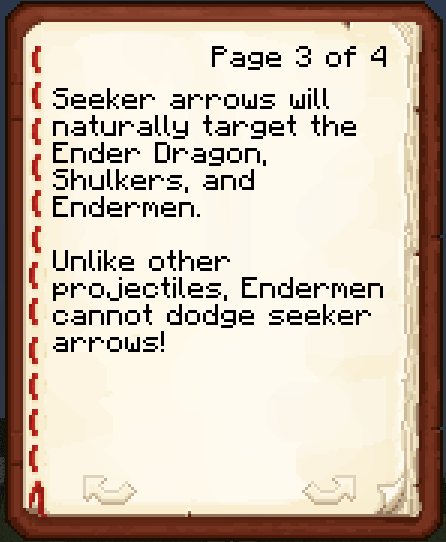 Page 3 of 4
Seeker arrows will
naturally target the
Ender Dragon,
Shulkers, and
Endermen.
Unlike other
projectiles, Endermen
cannot dodge seeker
arrows!